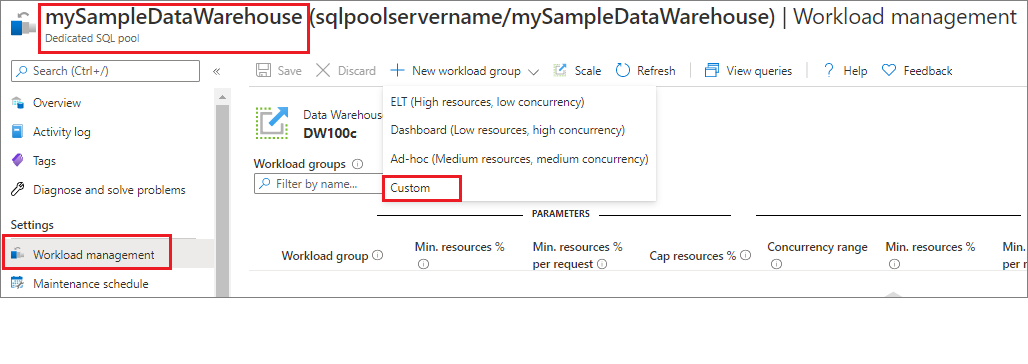 mySampleDataWarehouse (sqlpoolservername/mySampleDataWarehouse) | Workload management
Dedicated SQL pool
Search (Ctrl+/)
«
Save
Discard
New workload group
Scale
Refresh
View queries
Help
Feedback
Overview
Activity log
Tags
Diagnose and solve problems
Settings
Workload management
Maintenance schedule
ELT (High resources, low concurrency)
Dashboard (Low resources, high concurrency)
Ad-hoc (Medium resources, medium concurrency)
Custom
Data Warehouse
DW100c
Workload groups
Filter by name...
PARAMETERS
Workload group
Min. resources %
Min. resources %
per request
Cap resources %
Concurrency range
Min. resources %
Min.
per r